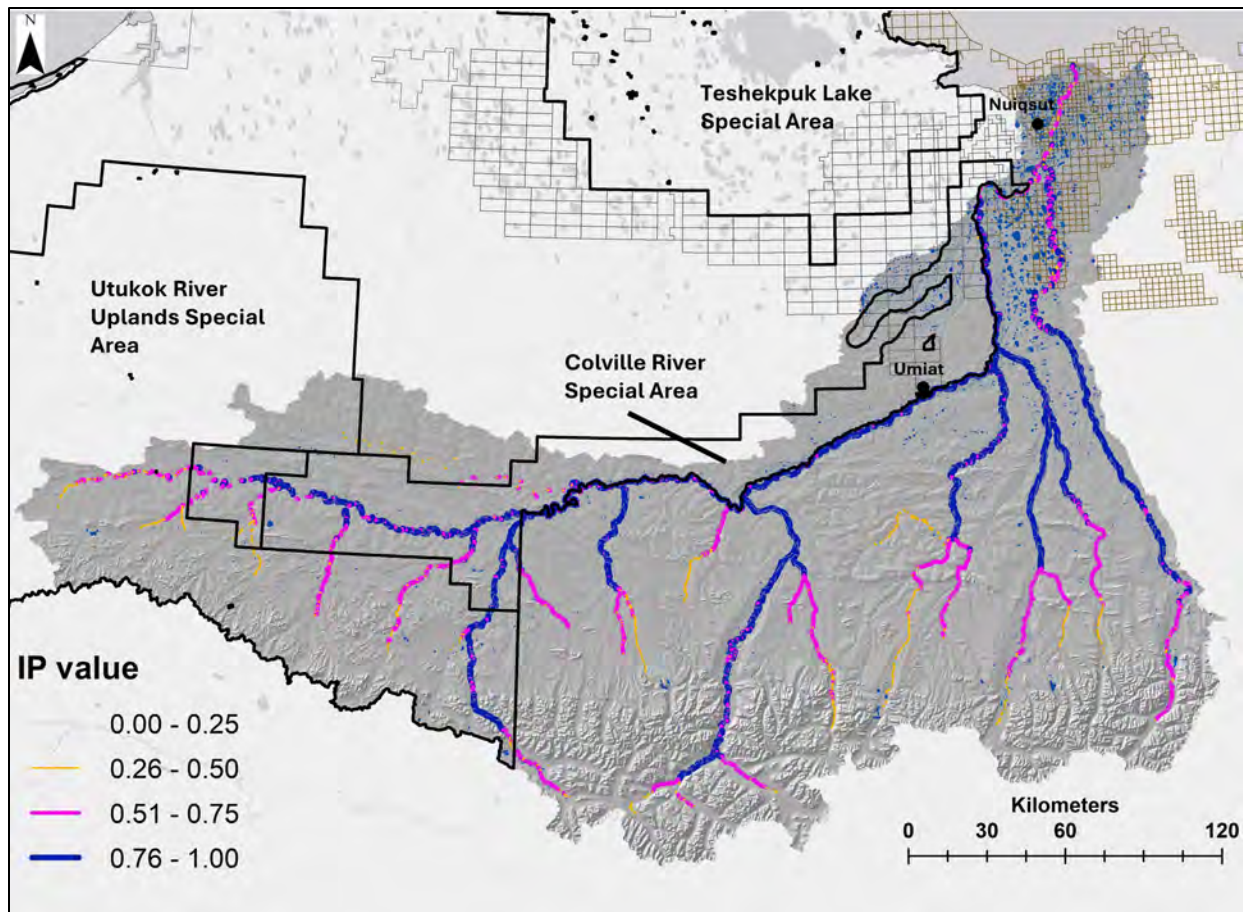 N
Teshekpuk Lake
Special Area
Nuiqsut
Utukok River
Uplands Special
Area
Colville River
Special Area
Umiat
IP value
0.00 - 0.25
0.26 - 0.50
0.51 - 0.75
0.76 - 1.00
Kilometers
0 30 60 120